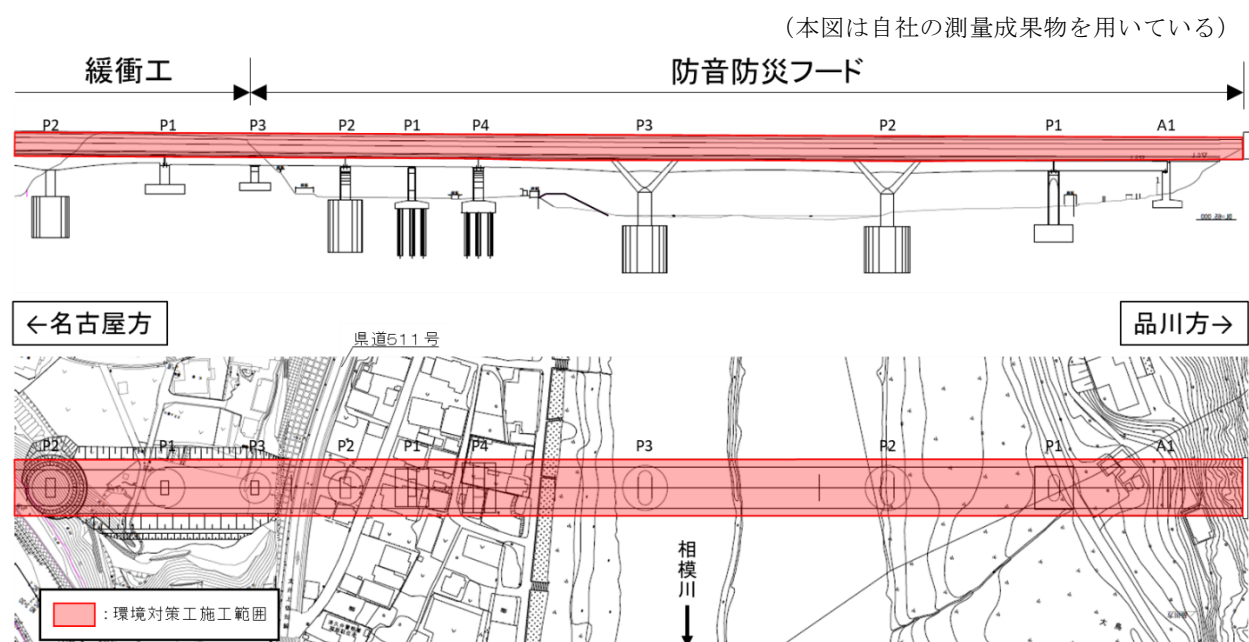 (本図は自社の測量成果物を用いている)
緩衝工 防音防災フード
P2 P1 P3 P2 P1 P4 P3 P2 P1 A1
←名古屋方 品川方→
県道511号
P2 P1 P3 P2 P1 P4 P3 P2 P1 A1
相模川
:環境対策工施工範囲